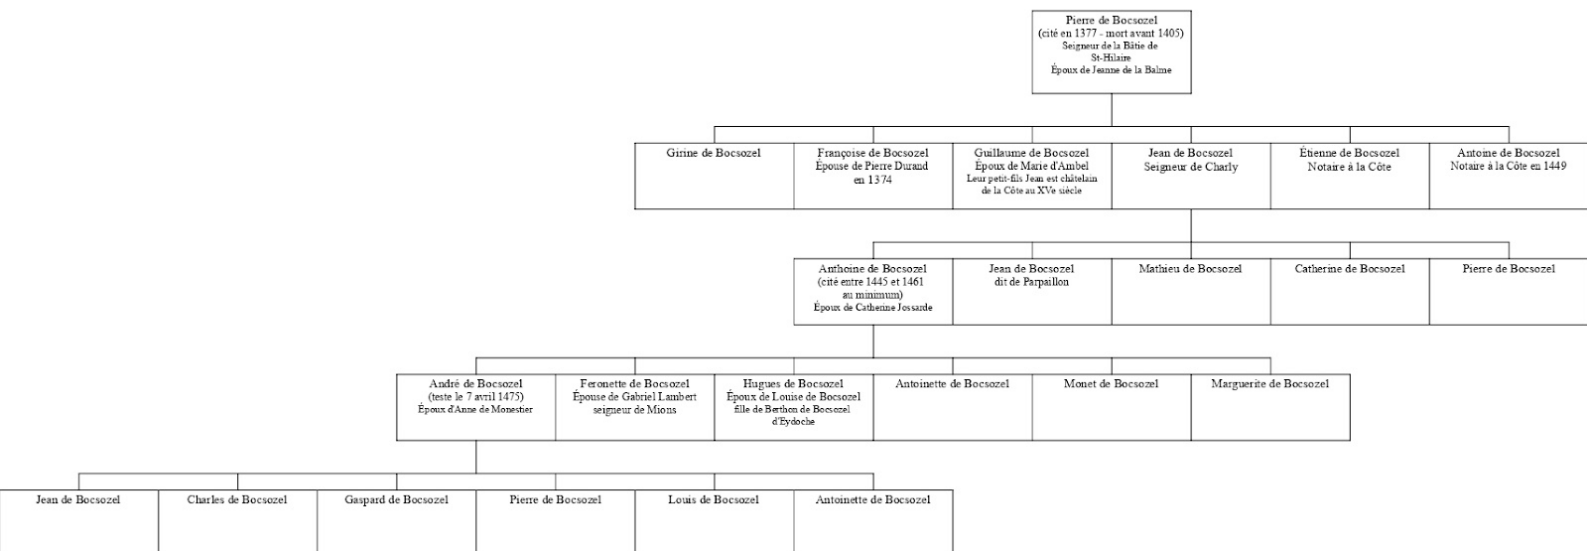 Pierre de Bocsozel
(cité en 1377 - mort avant 1405)
Seigneur de la Bâtie de
St-Hilaire
Époux de Jeanne de la Balme
Girine de Bocsozel
Françoise de Bocsozel
Épouse de Pierre Durand
en 1374
Guillaume de Bocsozel
Époux de Marie d'Ambel
Leur petit-fils Jean est châtelain
de la Côte au XVe siècle
Jean de Bocsozel
Seigneur de Charly
Étienne de Bocsozel
Notaire à la Côte
Antoine de Bocsozel
Notaire à la Côte en 1449
Anthoine de Bocsozel
(cité entre 1445 et 1461
au minimum)
Époux de Catherine Jossarde
Jean de Bocsozel
dit de Parpaillon
Mathieu de Bocsozel
Catherine de Bocsozel
Pierre de Bocsozel
André de Bocsozel
(teste le 7 avril 1475)
Époux d'Anne de Monestier
Feronette de Bocsozel
Épouse de Gabriel Lambert
seigneur de Mions
Hugues de Bocsozel
Époux de Louise de Bocsozel
fille de Berthon de Bocsozel
d'Eydoche
Antoinette de Bocsozel
Monet de Bocsozel
Marguerite de Bocsozel
Jean de Bocsozel
Charles de Bocsozel
Gaspard de Bocsozel
Pierre de Bocsozel
Louis de Bocsozel
Antoinette de Bocsozel